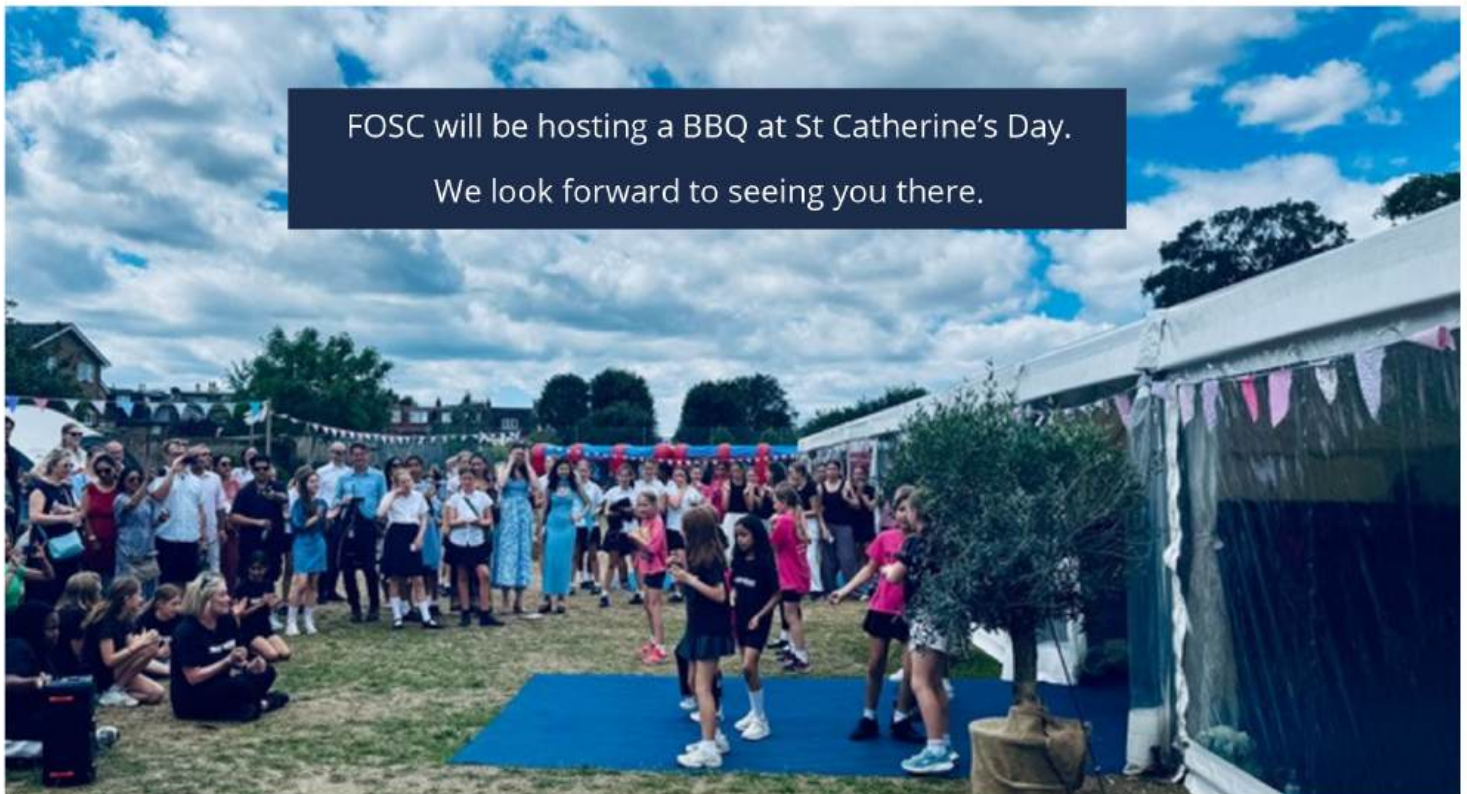 FOSC will be hosting a BBQ at St Catherine’s Day.
We look forward to seeing you there.